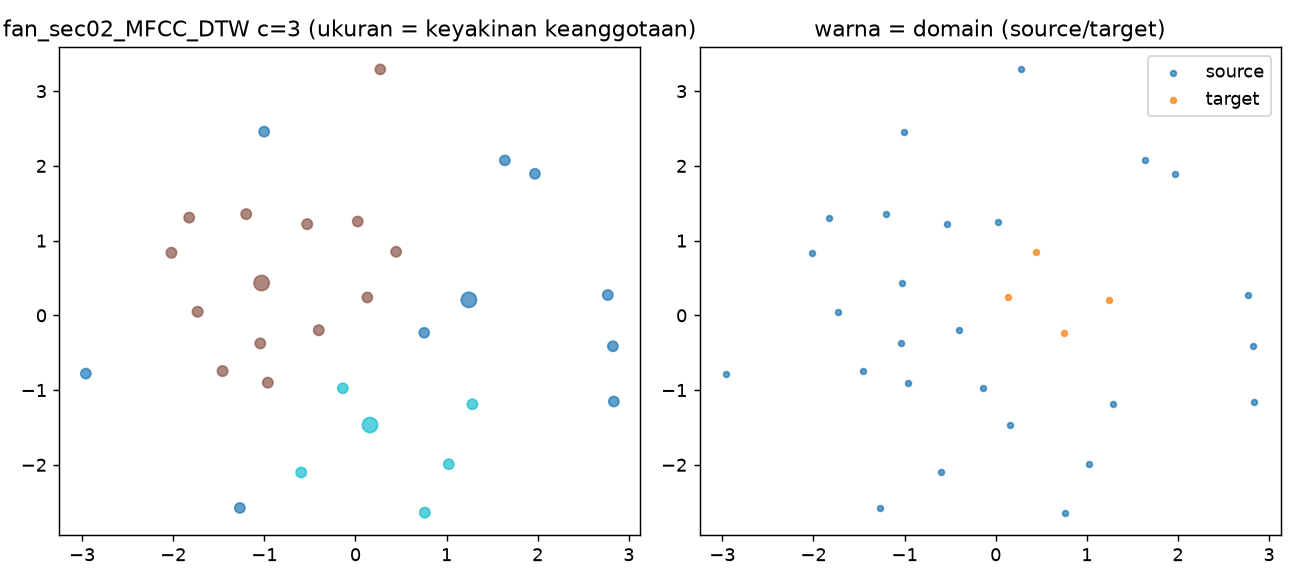 fan_sec02_MFCC_DTW c=3 (ukuran = keyakinan keanggotaan)
3
2
1
0
−1
−2
−3 −2 −1 0 1 2 3
warna = domain (source/target)
source
target
3
2
1
0
−1
−2
−3 −2 −1 0 1 2 3